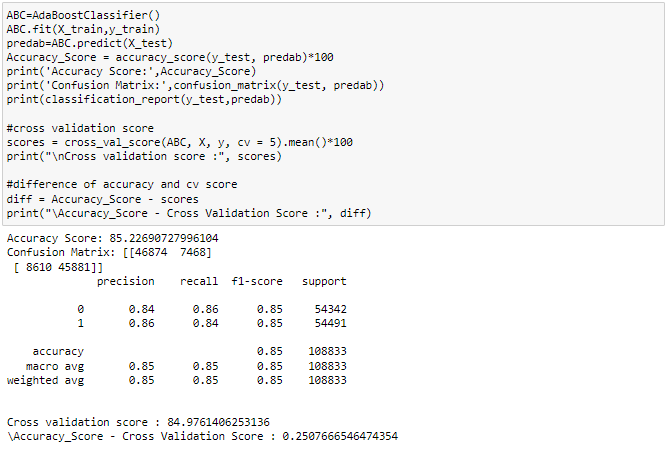 ABC=AdaBoostClassifier()
ABC.fit(X_train,y_train)
predab=ABC.predict(X_test)
Accuracy_Score = accuracy_score(y_test, predab)*100
print('Accuracy Score:',Accuracy_Score)
print('Confusion Matrix:',confusion_matrix(y_test, predab))
print(classification_report(y_test,predab))

#cross validation score
scores = cross_val_score(ABC, X, y, cv = 5).mean()*100
print("\nCross validation score :", scores)

#difference of accuracy and cv score
diff = Accuracy_Score - scores
print("\Accuracy_Score - Cross Validation Score :", diff)

Accuracy Score: 85.22690727996104
Confusion Matrix: [[46874  7468]
 [ 8610 45881]]
              precision    recall  f1-score   support

           0       0.84      0.86      0.85     54342
           1       0.86      0.84      0.85     54491

    accuracy                           0.85    108833
   macro avg       0.85      0.85      0.85    108833
weighted avg       0.85      0.85      0.85    108833


Cross validation score : 84.9761406253136
\Accuracy_Score - Cross Validation Score : 0.2507666546474354